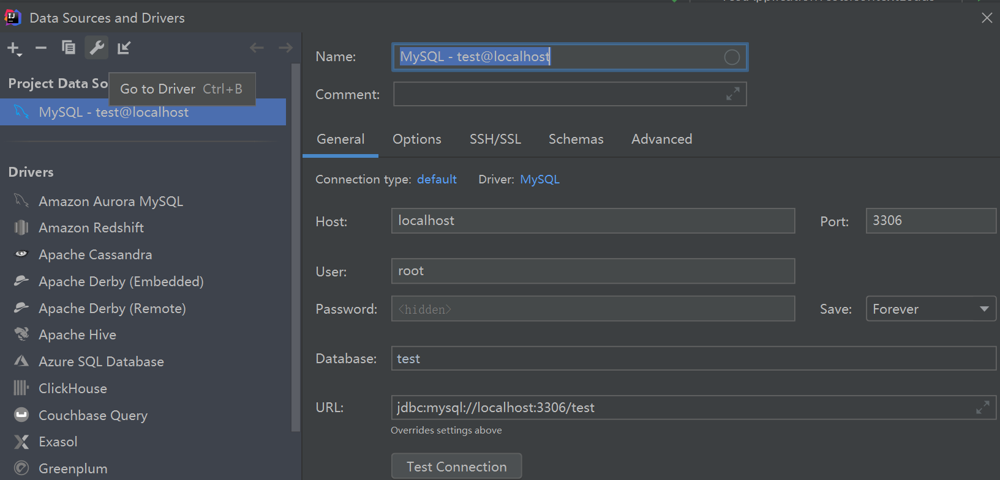 Data Sources and Drivers
Name: MySQL - test@localhost
Project Data So
Go to Driver Ctrl+B
Comment:
MySQL - test@localhost
General Options SSH/SSL Schemas Advanced
Drivers
Connection type: default Driver: MySQL
Amazon Aurora MySQL
Host: localhost Port: 3306
Amazon Redshift
Apache Cassandra
User: root
Apache Derby (Embedded)
Apache Derby (Remote)
Password: <hidden> Save: Forever
Apache Hive
Azure SQL Database
Database: test
ClickHouse
URL: jdbc:mysql://localhost:3306/test
Couchbase Query
Overrides settings above
Exasol
Test Connection
Greenplum